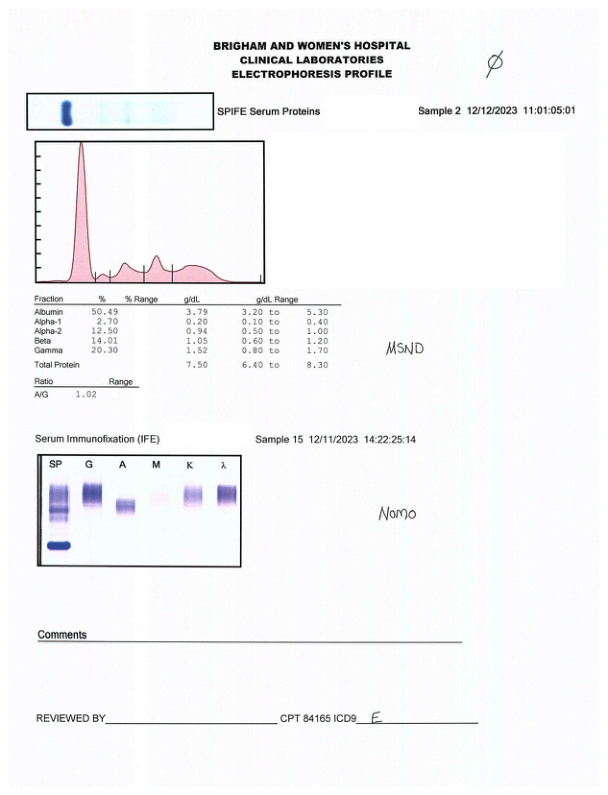 BRIGHAM AND WOMEN'S HOSPITAL
CLINICAL LABORATORIES
ELECTROPHORESIS PROFILE
Ø
SPIFE Serum Proteins Sample 2 12/12/2023 11:01:05:01
Fraction % % Range g/dL g/dL Range
Albumin 50.49 3.79 3.20 to 5.30
Alpha-1 2.70 0.20 0.10 to 0.40
Alpha-2 12.50 0.94 0.50 to 1.00
Beta 14.01 1.05 0.60 to 1.20
Gamma 20.30 1.52 0.80 to 1.70
MSND
Total Protein 7.50 6.40 to 8.30
Ratio Range
A/G 1.02
Serum Immunofixation (IFE) Sample 15 12/11/2023 14:22:25:14
SP G A M K λ
Nomo
Comments
REVIEWED BY CPT 84165 ICD9 E